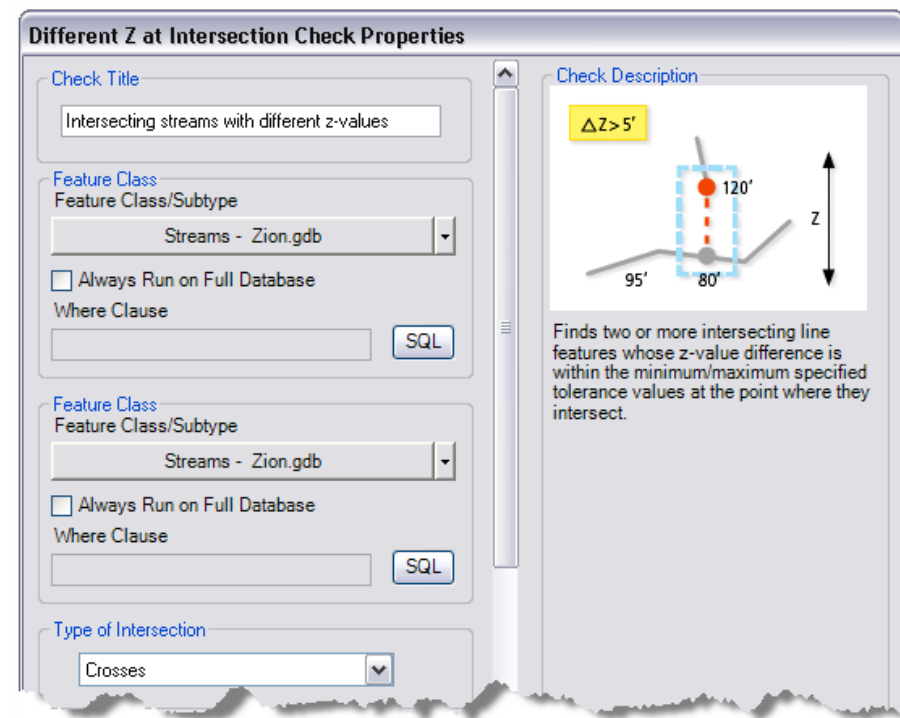 Different Z at Intersection Check Properties
Check Title
Intersecting streams with different z-values
Feature Class
Feature Class/Subtype
Streams - Zion.gdb
Always Run on Full Database
Where Clause
SQL
Feature Class
Feature Class/Subtype
Streams - Zion.gdb
Always Run on Full Database
Where Clause
SQL
Type of Intersection
Crosses
Check Description
△Z>5'
120'
Z
95'
80'
Finds two or more intersecting line
features whose z-value difference is
within the minimum/maximum specified
tolerance values at the point where they
intersect.